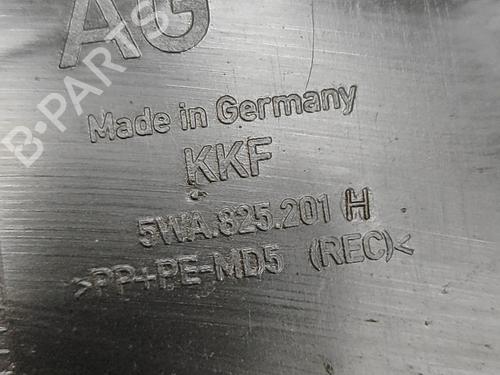 AG
B-PARTS
Made in Germany
KKF
5WA.825.201 H
>PP+PE-MD5 (REC)<